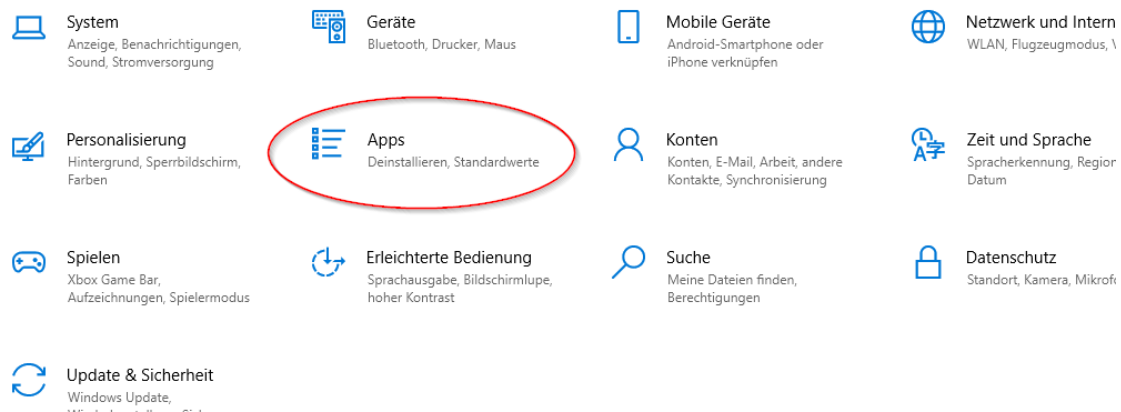 System
Anzeige, Benachrichtigungen,
Sound, Stromversorgung
Geräte
Bluetooth, Drucker, Maus
Mobile Geräte
Android-Smartphone oder
iPhone verknüpfen
Netzwerk und Intern
WLAN, Flugzeugmodus,
Personalisierung
Hintergrund, Sperrbildschirm,
Farben
Apps
Deinstallieren, Standardwerte
Konten
Konten, E-Mail, Arbeit, andere
Kontakte, Synchronisierung
Zeit und Sprache
Spracherkennung, Region
Datum
Spielen
Xbox Game Bar,
Aufzeichnungen, Spielermodus
Erleichterte Bedienung
Sprachausgabe, Bildschirmlupe,
hoher Kontrast
Suche
Meine Dateien finden,
Berechtigungen
Datenschutz
Standort, Kamera, Mikrof
Update & Sicherheit
Windows Update,